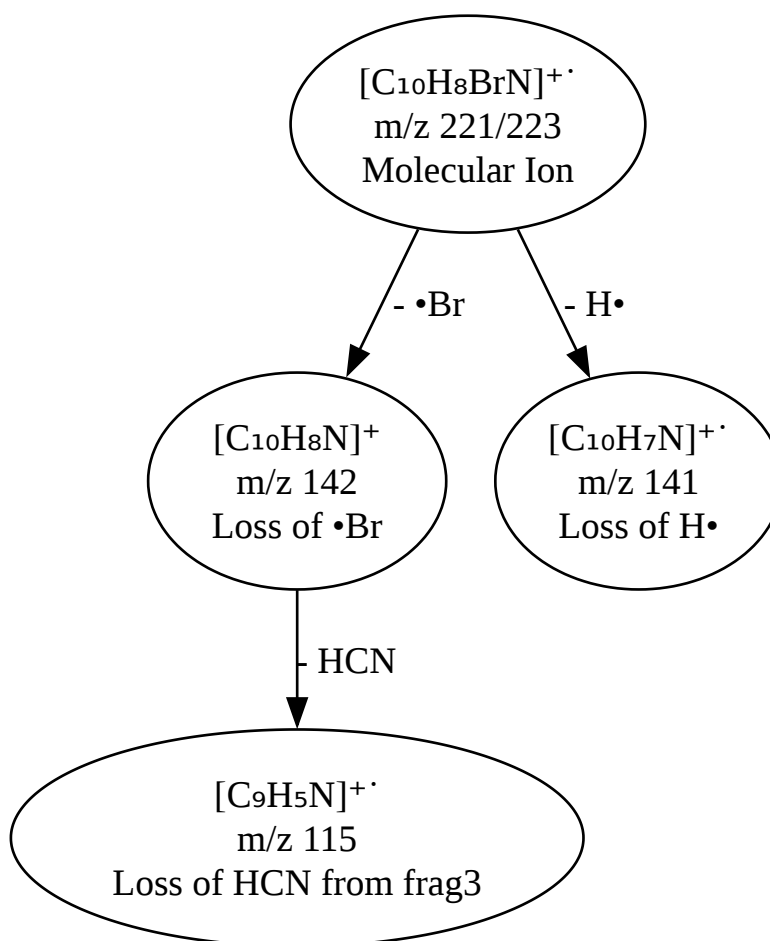 [C₁₀H₈BrN]⁺˙
m/z 221/223
Molecular Ion
- •Br
- H•
[C₁₀H₈N]⁺
m/z 142
Loss of •Br
[C₁₀H₇N]⁺˙
m/z 141
Loss of H•
- HCN
[C₉H₅N]⁺˙
m/z 115
Loss of HCN from frag3